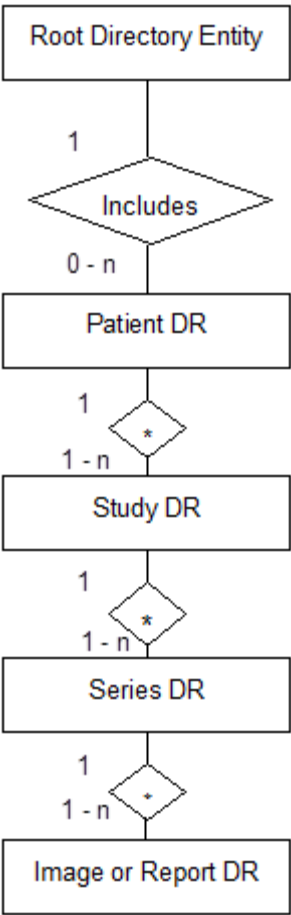 Root Directory Entity
1
Includes
0 - n
Patient DR
1
*
1 - n
Study DR
1
*
1 - n
Series DR
1
*
1 - n
Image or Report DR